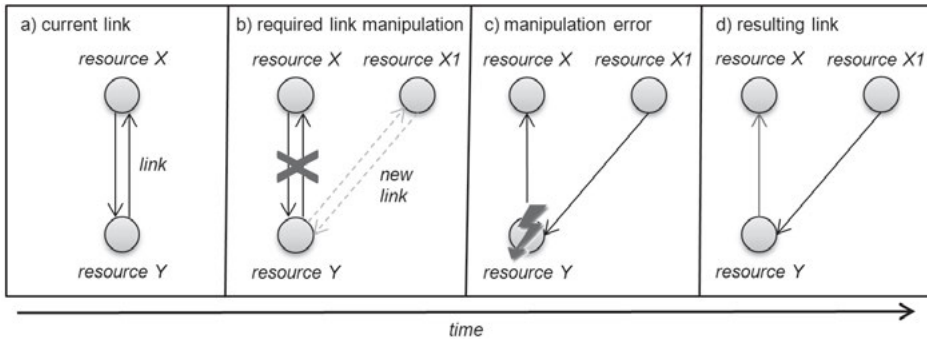 a) current link
resource X
link
resource Y
b) required link manipulation
resource X resource X1
new
link
resource Y
c) manipulation error
resource X resource X1
resource Y
d) resulting link
resource X resource X1
resource Y
time